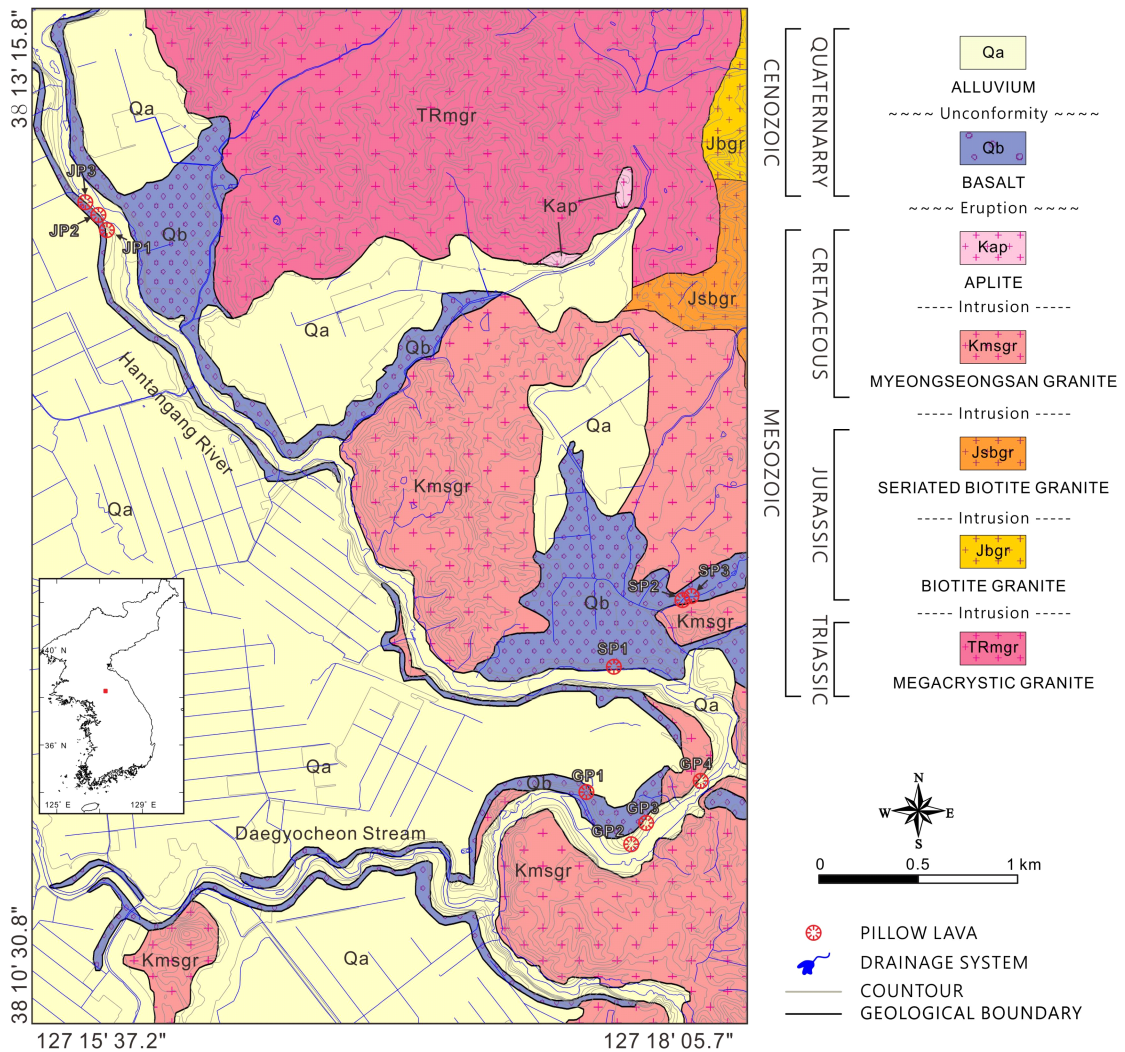 38 13' 15.8"
38 10' 30.8"
127 15' 37.2"
127 18' 05.7"
Qa
TRmgr
Jbgr
JP3
JP2
JP1
Qb
Kap
Jsbgr
Qa
Qb
Hantangang River
Qa
Kmsgr
Qa
SP3
SP2
Qb
Kmsgr
SP1
40° N
36° N
125° E
129° E
Qa
Qa
Qb
GP1
GP4
GP3
GP2
Daegyocheon Stream
Kmsgr
Kmsgr
Qa
CENOZOIC
MESOZOIC
QUATERNARRY
CRETACEOUS
JURASSIC
TRIASSIC
Qa
ALLUVIUM
~~~~ Unconformity ~~~~
Qb
BASALT
~~~~ Eruption ~~~~
Kap
APLITE
----- Intrusion -----
Kmsgr
MYEONGSEONGSAN GRANITE
----- Intrusion -----
Jsbgr
SERIATED BIOTITE GRANITE
----- Intrusion -----
Jbgr
BIOTITE GRANITE
----- Intrusion -----
TRmgr
MEGACRYSTIC GRANITE
N
W E
S
0 0.5 1 km
PILLOW LAVA
DRAINAGE SYSTEM
COUNTOUR
GEOLOGICAL BOUNDARY